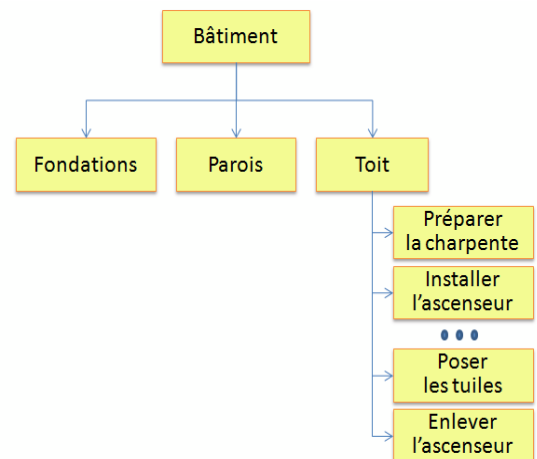 Bâtiment
Fondations
Parois
Toit
Préparer
la charpente
Installer
l'ascenseur
Poser
les tuiles
Enlever
l'ascenseur